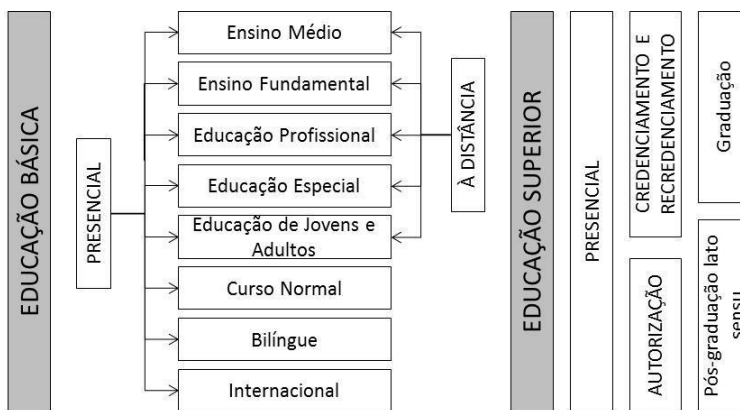 EDUCAÇÃO BÁSICA
PRESENCIAL
Ensino Médio
Ensino Fundamental
Educação Profissional
Educação Especial
Educação de Jovens e
Adultos
Curso Normal
Bilíngue
Internacional
À DISTÂNCIA
EDUCAÇÃO SUPERIOR
PRESENCIAL
CREDENCIAMENTO E
RECREDENCIAMENTO
AUTORIZAÇÃO
Graduação
Pós-graduação lato
sensu